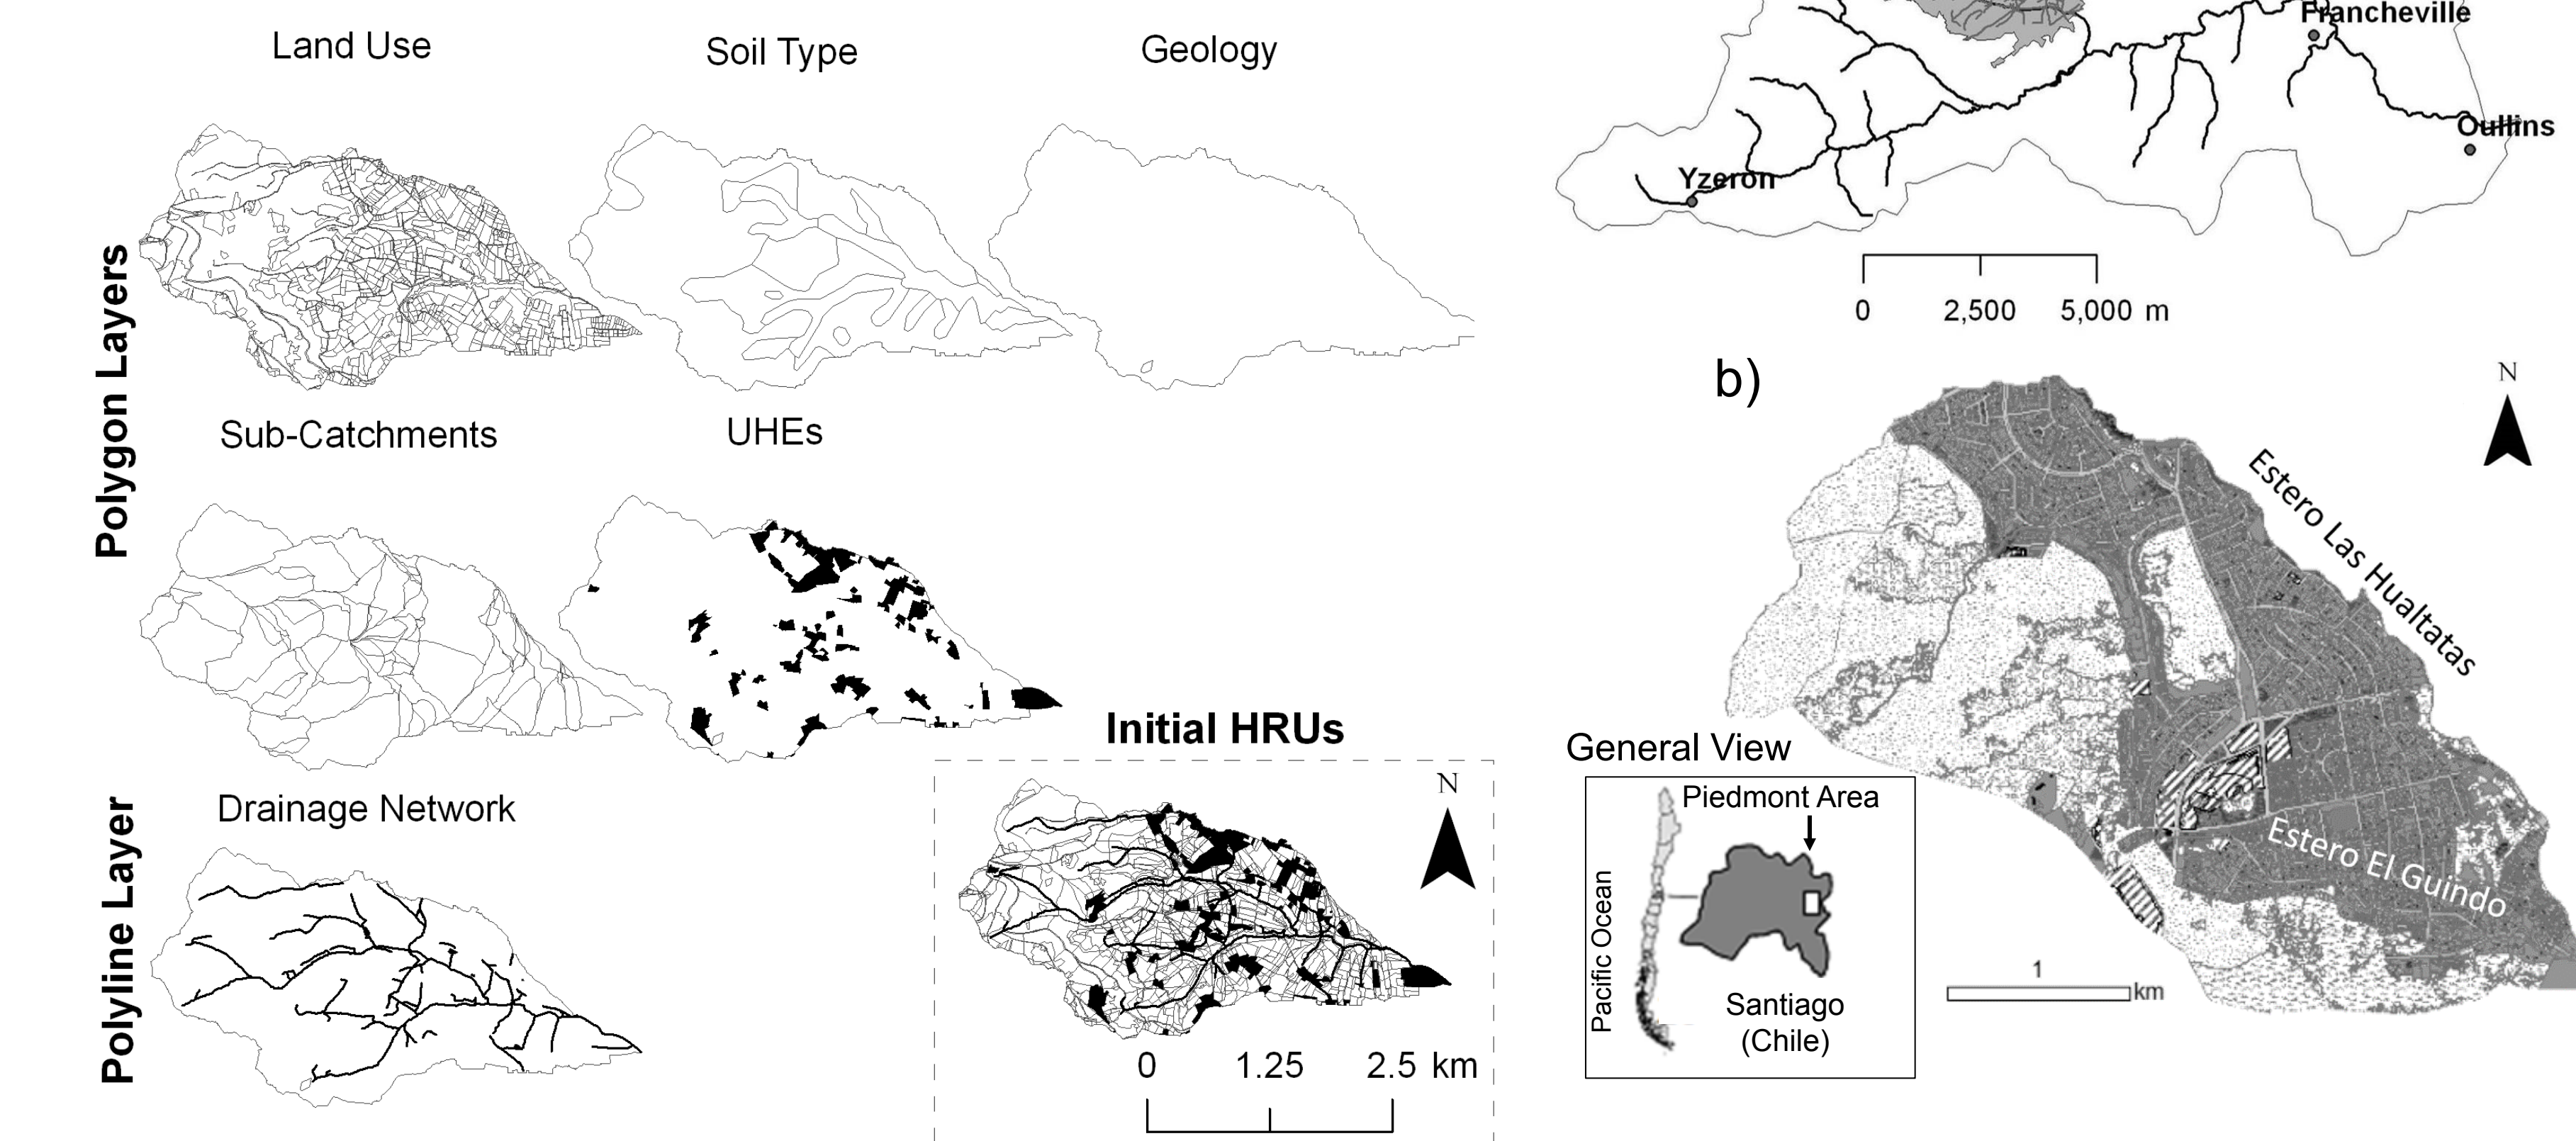 Land Use
Soil Type
Geology
Polygon Layers
Sub-Catchments
UHEs
Polyline Layer
Drainage Network
Initial HRUs
N
0 1.25 2.5 km
Francheville
Oullins
Yzeron
0 2,500 5,000 m
b)
N
Estero Las Hualtatas
Estero El Guindo
1
km
General View
Piedmont Area
Pacific Ocean
Santiago
(Chile)